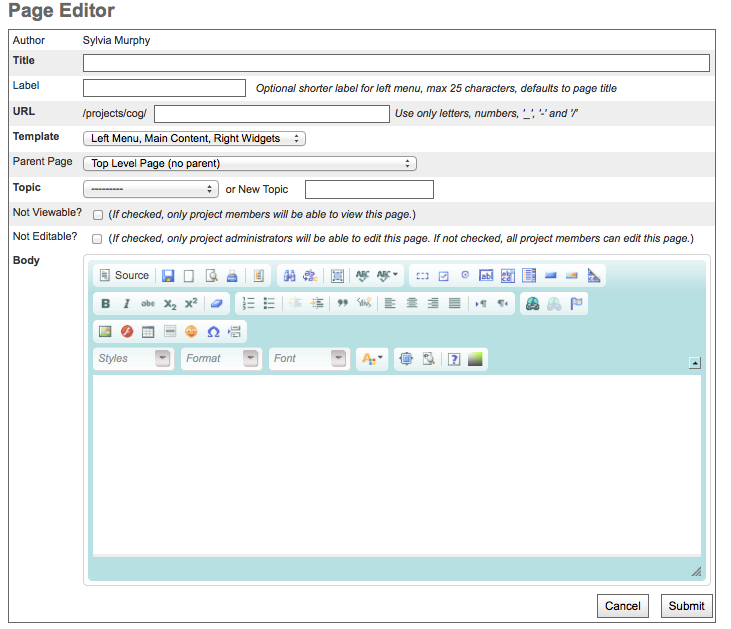 Page Editor
Author Sylvia Murphy
Title
Label Optional shorter label for left menu, max 25 characters, defaults to page title
URL /projects/cog/ Use only letters, numbers, '_', '-' and '/'
Template Left Menu, Main Content, Right Widgets
Parent Page Top Level Page (no parent)
Topic --------- or New Topic
Not Viewable? (If checked, only project members will be able to view this page.)
Not Editable? (If checked, only project administrators will be able to edit this page. If not checked, all project members can edit this page.)
Body
Source ABC ABC
B I abc X2 X2
Styles Format Font A
Cancel Submit